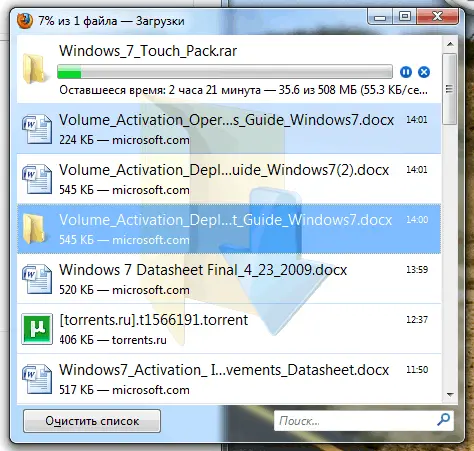 7% из 1 файла — Загрузки
Windows_7_Touch_Pack.rar
Оставшееся время: 2 часа 21 минута — 35.6 из 508 МБ (55.3 КБ/се...
Volume_Activation_Oper...s_Guide_Windows7.docx 14:01
224 КБ — microsoft.com
Volume_Activation_Depl...uide_Windows7(2).docx 14:01
545 КБ — microsoft.com
Volume_Activation_Depl...t_Guide_Windows7.docx 14:00
545 КБ — microsoft.com
Windows 7 Datasheet Final_4_23_2009.docx 13:59
520 КБ — microsoft.com
[torrents.ru].t1566191.torrent 12:37
406 КБ — torrents.ru
Windows7_Activation_ I...vements_Datasheet.docx 11:50
517 КБ — microsoft.com
Очистить список Поиск...